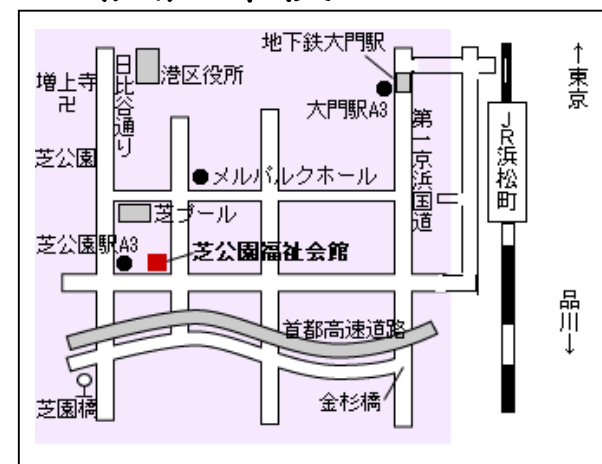 地下鉄大門駅
↑東京
日比谷通り
港区役所
増上寺
卍
大門駅A3
第一京浜国道
JR浜松町
芝公園
●メルパルクホール
芝プール
芝公園駅A3
芝公園福祉会館
品川↓
首都高速道路
芝園橋
金杉橋